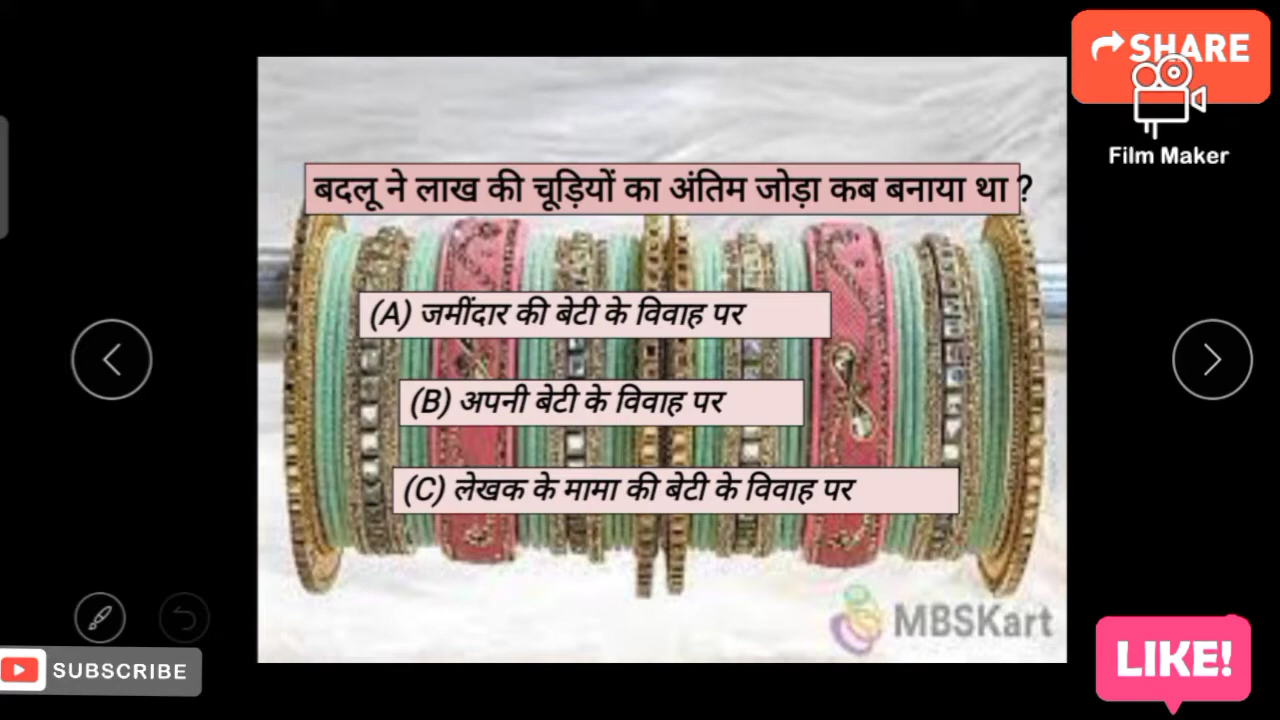 SHARE
Film Maker
बदलू ने लाख की चूड़ियों का अंतिम जोड़ा कब बनाया था ?
(A) जमींदार की बेटी के विवाह पर
(B) अपनी बेटी के विवाह पर
(C) लेखक के मामा की बेटी के विवाह पर
MBSKart
SUBSCRIBE
LIKE!